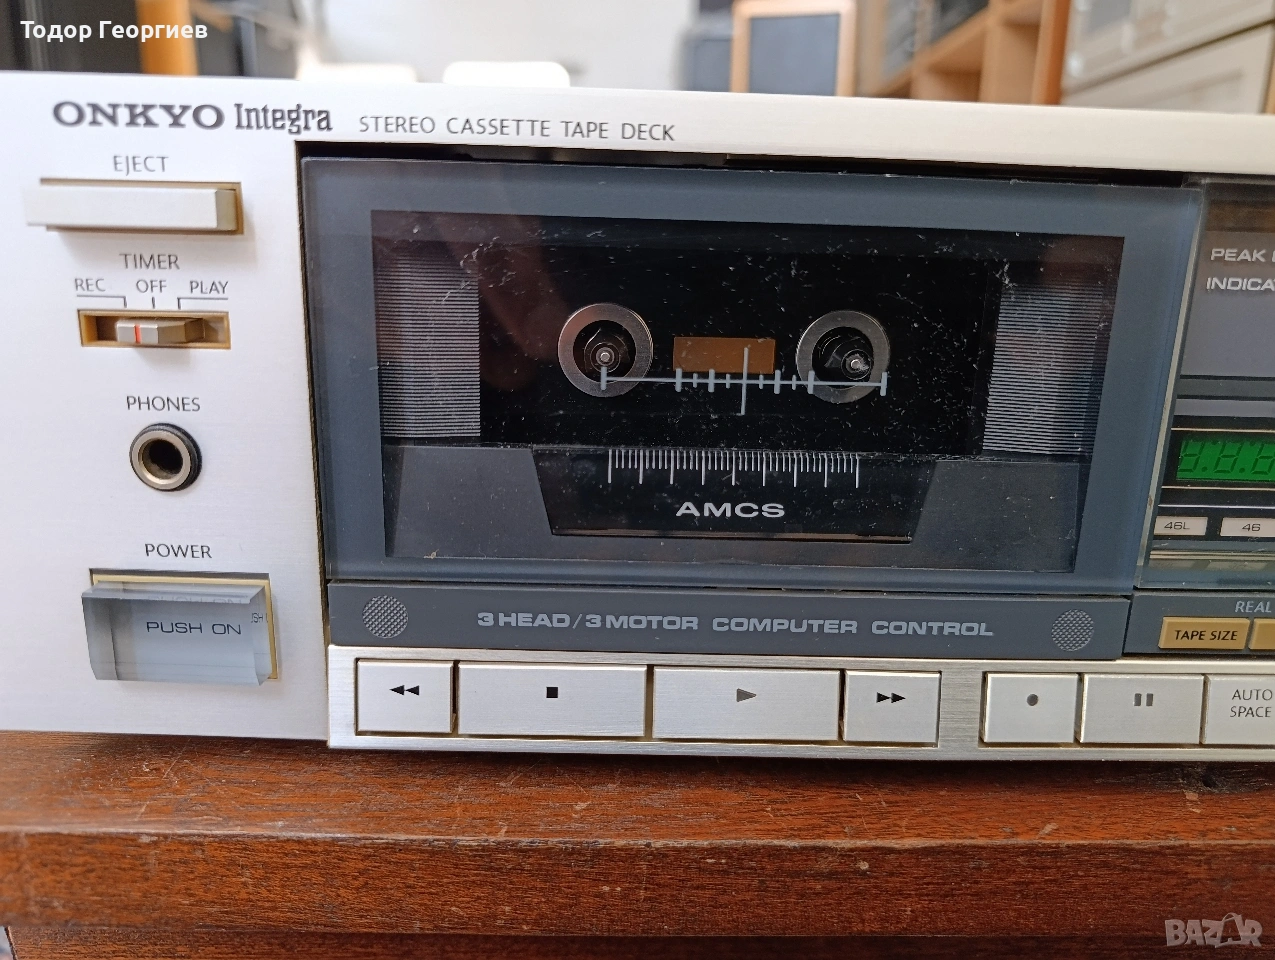 Тодор Георгиев
ONKYO Integra STEREO CASSETTE TAPE DECK
EJECT
TIMER
REC OFF PLAY
PHONES
POWER
PUSH ON
AMCS
3 HEAD / 3 MOTOR COMPUTER CONTROL
PEAK
46L 46
REAL
TAPE SIZE
AUTO
SPACE
BAZAR